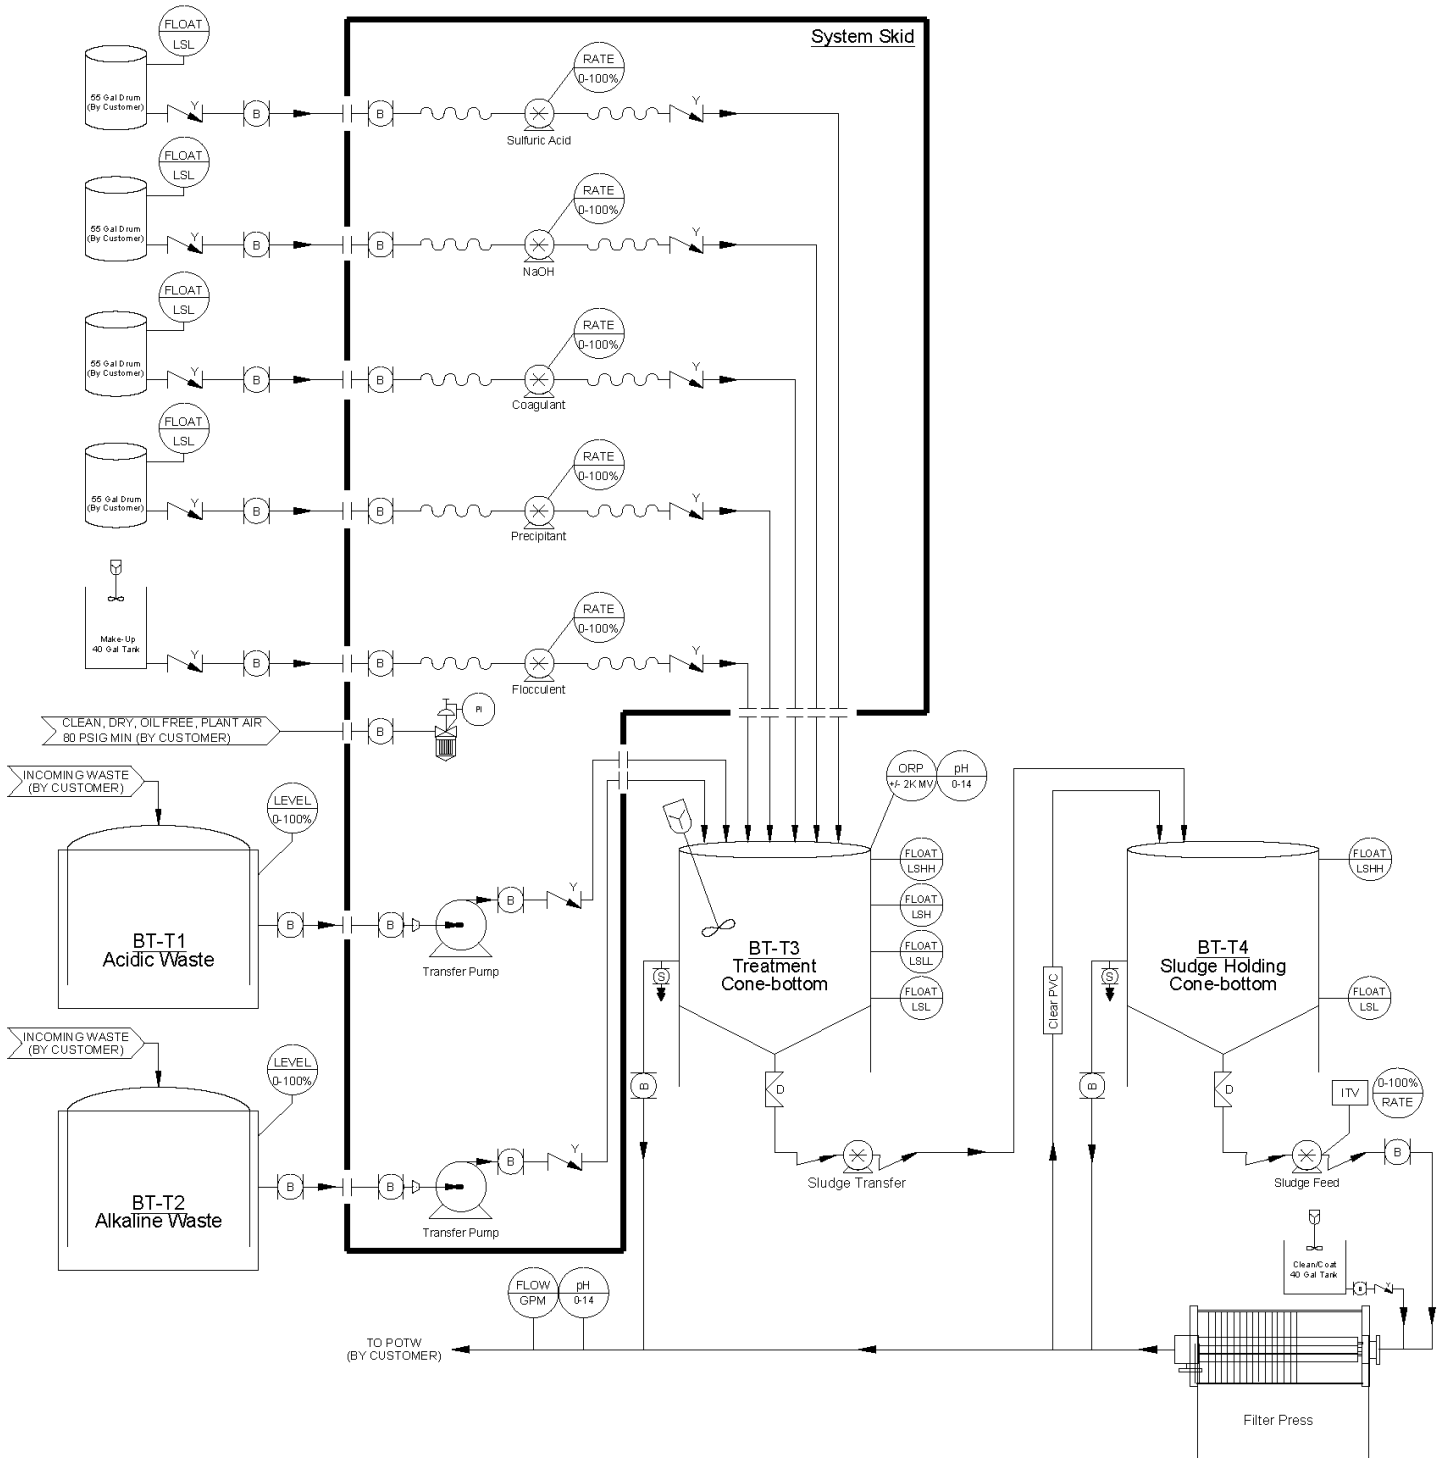 System Skid
FLOAT
LSL
55 Gal Drum
(By Customer)
Y
B
B
RATE
0-100%
Sulfuric Acid
Y
FLOAT
LSL
55 Gal Drum
(By Customer)
Y
B
B
RATE
0-100%
NaOH
Y
FLOAT
LSL
55 Gal Drum
(By Customer)
Y
B
B
RATE
0-100%
Coagulant
Y
FLOAT
LSL
55 Gal Drum
(By Customer)
Y
B
B
RATE
0-100%
Precipitant
Y
Make-Up
40 Gal Tank
Y
B
B
RATE
0-100%
Flocculent
Y
CLEAN, DRY, OIL FREE, PLANT AIR
80 PSIG MIN (BY CUSTOMER)
B
PI
INCOMING WASTE
(BY CUSTOMER)
LEVEL
0-100%
BT-T1
Acidic Waste
B
B
Transfer Pump
B
Y
INCOMING WASTE
(BY CUSTOMER)
LEVEL
0-100%
BT-T2
Alkaline Waste
B
B
Transfer Pump
B
Y
ORP
+/- 2K MV
pH
0-14
FLOAT
LSHH
FLOAT
LSH
FLOAT
LSLL
FLOAT
LSL
BT-T3
Treatment
Cone-bottom
S
B
D
Sludge Transfer
Clear PVC
FLOAT
LSHH
FLOAT
LSL
BT-T4
Sludge Holding
Cone-bottom
S
B
D
ITV
0-100%
RATE
Sludge Feed
B
Clean/Coat
40 Gal Tank
B
Y
FLOW
GPM
pH
0-14
TO POTW
(BY CUSTOMER)
Filter Press